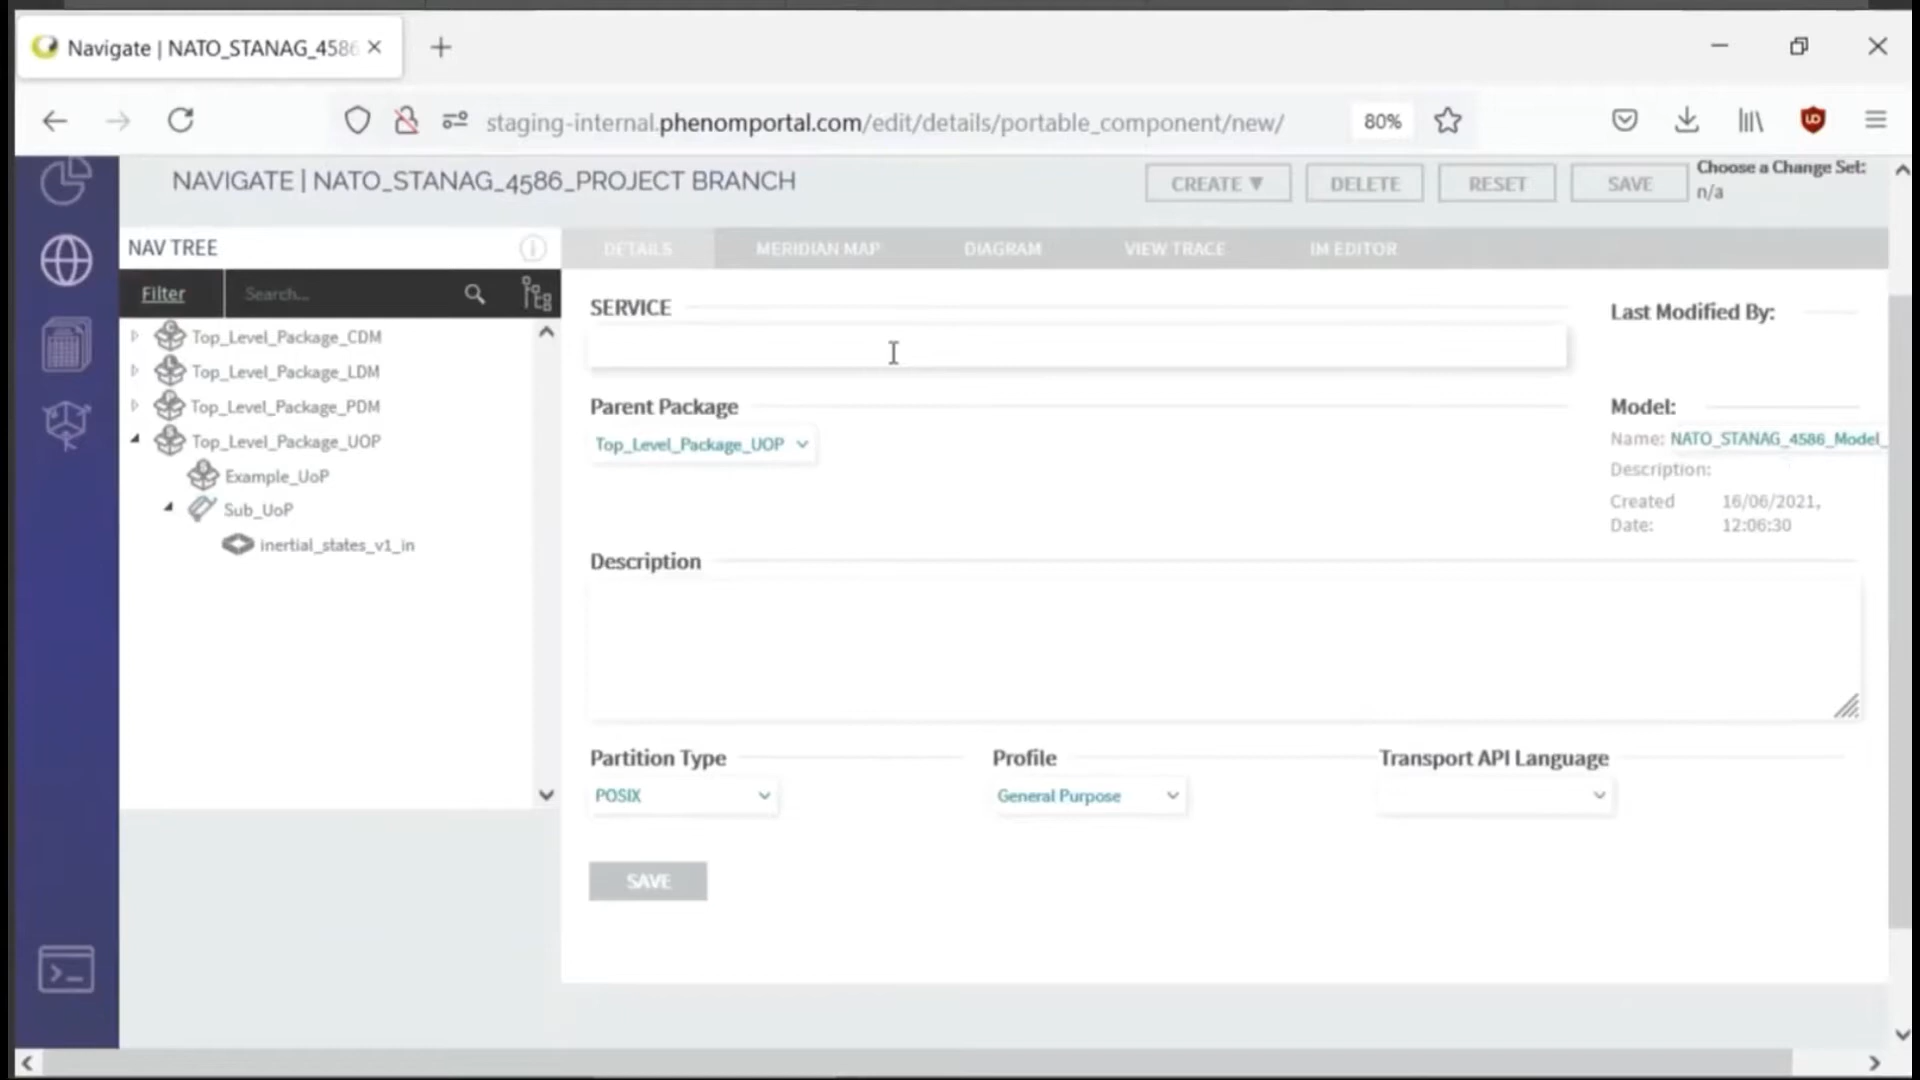 Navigate | NATO_STANAG_4586
staging-internal.phenomportal.com/edit/details/portable_component/new/
80%
NAVIGATE | NATO_STANAG_4586_PROJECT BRANCH
CREATE ▼
DELETE
RESET
SAVE
Choose a Change Set:
n/a
NAV TREE
DETAILS
MERIDIAN MAP
DIAGRAM
VIEW TRACE
IM EDITOR
Filter
Search...
Top_Level_Package_CDM
Top_Level_Package_LDM
Top_Level_Package_PDM
Top_Level_Package_UOP
Example_UoP
Sub_UoP
inertial_states_v1_in
SERVICE
Last Modified By:
Parent Package
Top_Level_Package_UOP
Model:
Name: NATO_STANAG_4586_Model_
Description:
Created Date: 16/06/2021, 12:06:30
Description
Partition Type
POSIX
Profile
General Purpose
Transport API Language
SAVE